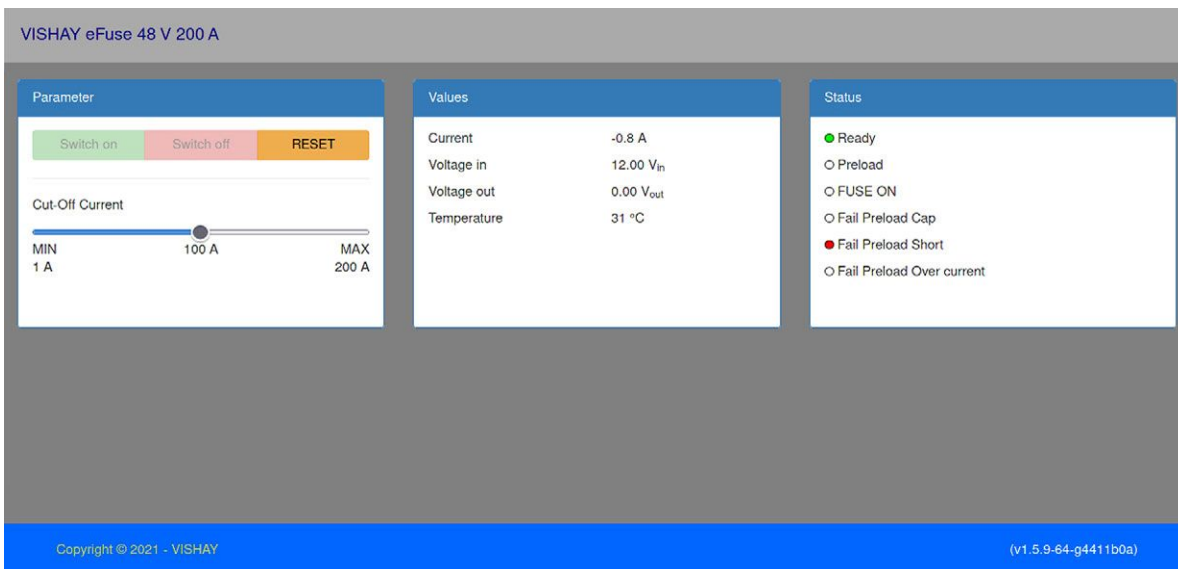 VISHAY eFuse 48 V 200 A
Parameter
Switch on Switch off RESET
Cut-Off Current
MIN 100 A MAX
1 A 200 A
Values
Current -0.8 A
Voltage in 12.00 Vin
Voltage out 0.00 Vout
Temperature 31 °C
Status
Ready
Preload
FUSE ON
Fail Preload Cap
Fail Preload Short
Fail Preload Over current
Copyright © 2021 - VISHAY (v1.5.9-64-g4411b0a)